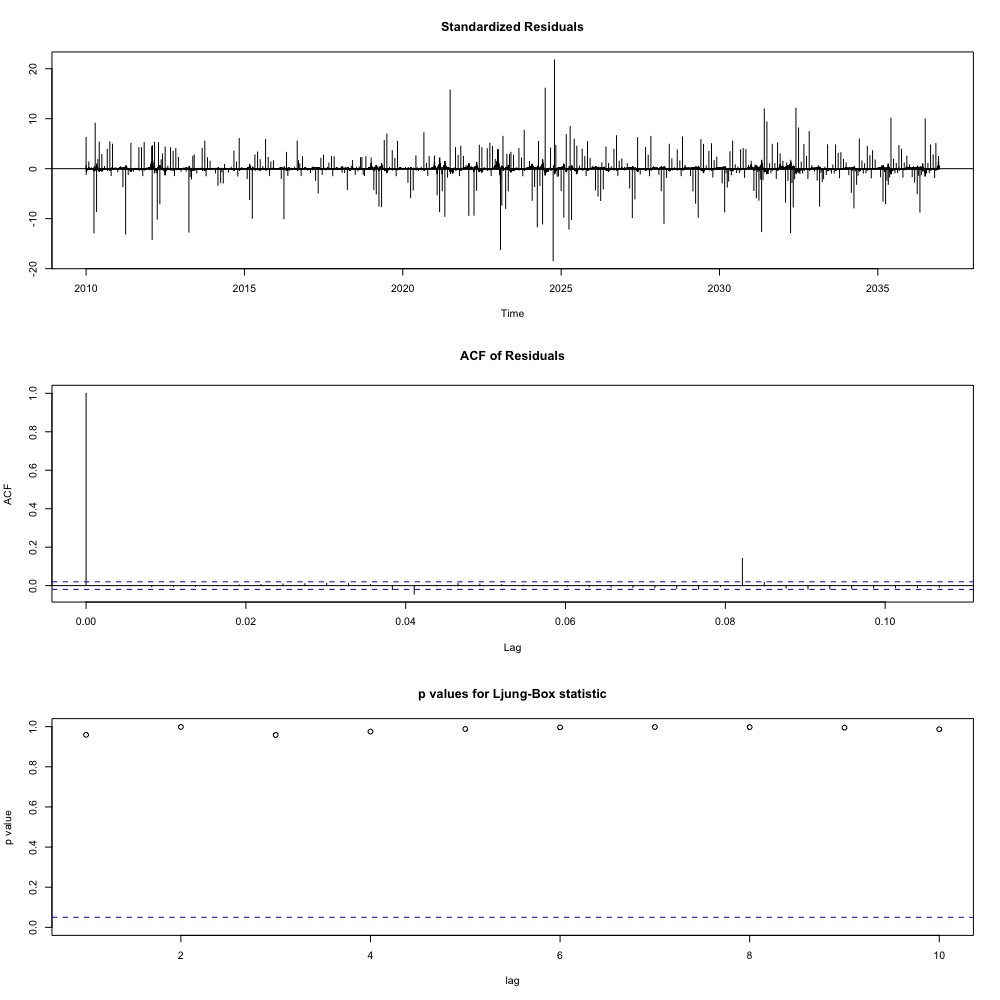 Standardized Residuals
20
10
0
-10
-20
2010 2015 2020 2025 2030 2035
Time
ACF of Residuals
1.0
0.8
0.6
0.4
0.2
0.0
ACF
0.00 0.02 0.04 0.06 0.08 0.10
Lag
p values for Ljung-Box statistic
1.0
0.8
0.6
0.4
0.2
0.0
p value
2 4 6 8 10
lag